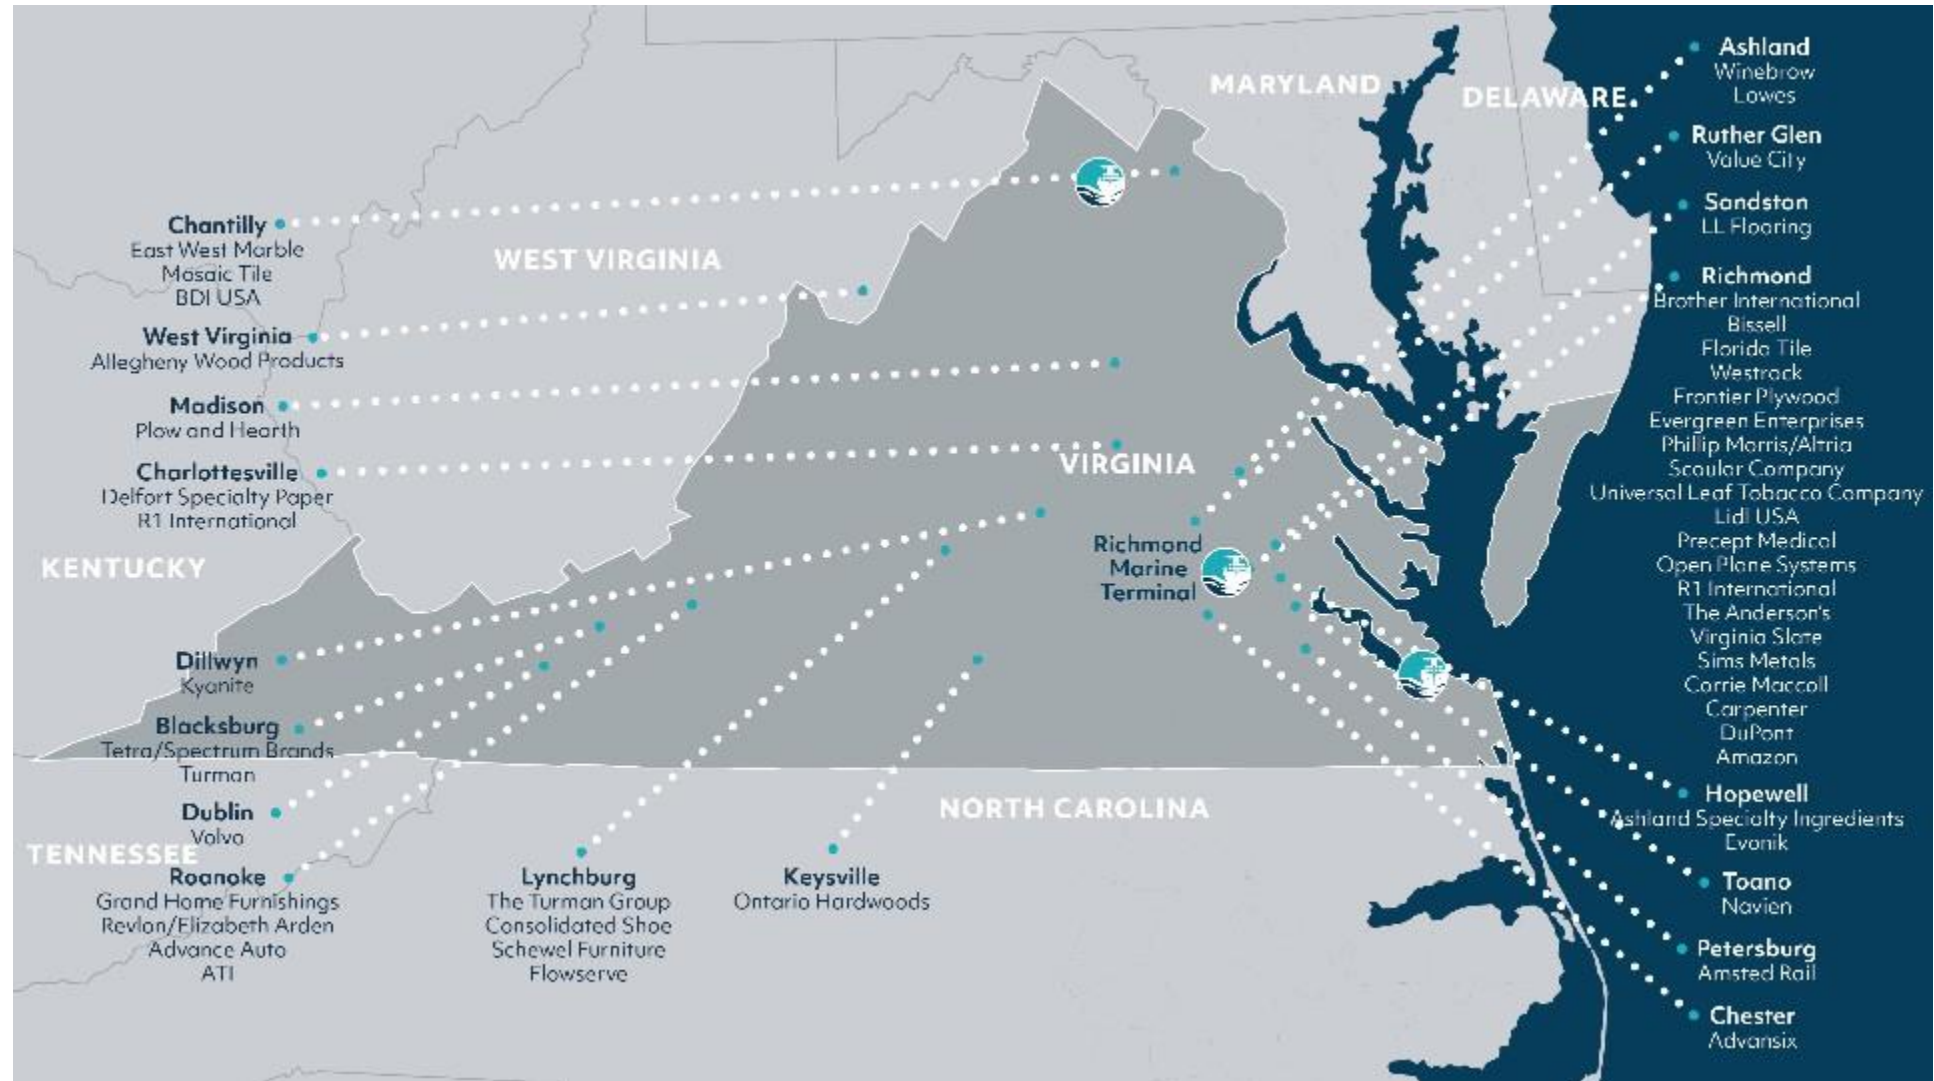 MARYLAND
DELAWARE
WEST VIRGINIA
VIRGINIA
KENTUCKY
TENNESSEE
NORTH CAROLINA
Richmond
Marine
Terminal
Chantilly
East West Marble
Mosaic Tile
BDI USA
West Virginia
Allegheny Wood Products
Madison
Plow and Hearth
Charlottesville
Delfort Specialty Paper
R1 International
Dillwyn
Kyanite
Blacksburg
Tetra/Spectrum Brands
Turman
Dublin
Volvo
Roanoke
Grand Home Furnishings
Revlon/Elizabeth Arden
Advance Auto
ATI
Lynchburg
The Turman Group
Consolidated Shoe
Schewel Furniture
Flowserve
Keysville
Ontario Hardwoods
Ashland
Winebrow
Lowes
Ruther Glen
Value City
Sandston
LL Flooring
Richmond
Brother International
Bissell
Florida Tile
Westrock
Frontier Plywood
Evergreen Enterprises
Phillip Morris/Altria
Scoular Company
Universal Leaf Tobacco Company
Lidl USA
Precept Medical
Open Plane Systems
R1 International
The Anderson's
Virginia Slate
Sims Metals
Corrie Maccoll
Carpenter
DuPont
Amazon
Hopewell
Ashland Specialty Ingredients
Evonik
Toano
Navien
Petersburg
Amsted Rail
Chester
Advansix